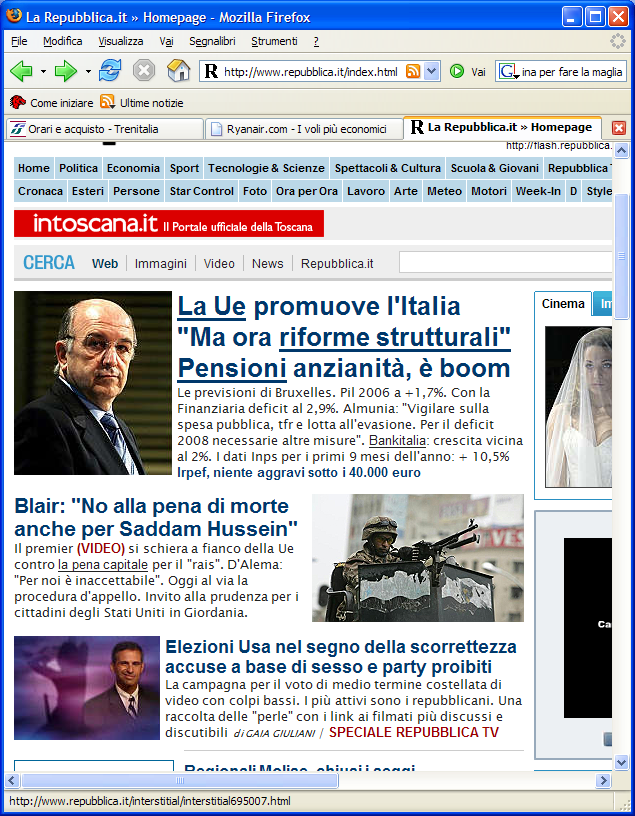 La Repubblica.it » Homepage - Mozilla Firefox
File Modifica Visualizza Vai Segnalibri Strumenti ?
R http://www.repubblica.it/index.html Vai G ina per fare la maglia
Come iniziare Ultime notizie
Orari e acquisto - Trenitalia Ryanair.com - I voli più economici R La Repubblica.it » Homepage
http://flash.repubblica.
Home Politica Economia Sport Tecnologie & Scienze Spettacoli & Cultura Scuola & Giovani Repubblica T
Cronaca Esteri Persone Star Control Foto Ora per Ora Lavoro Arte Meteo Motori Week-In D Style
intoscana.it Il Portale ufficiale della Toscana
CERCA Web Immagini Video News Repubblica.it
La Ue promuove l'Italia
"Ma ora riforme strutturali"
Pensioni anzianità, è boom
Le previsioni di Bruxelles. Pil 2006 a +1,7%. Con la
Finanziaria deficit al 2,9%. Almunia: "Vigilare sulla
spesa pubblica, tfr e lotta all'evasione. Per il deficit
2008 necessarie altre misure". Bankitalia: crescita vicina
al 2%. I dati Inps per i primi 9 mesi dell'anno: + 10,5%
Irpef, niente aggravi sotto i 40.000 euro
Cinema Im
Blair: "No alla pena di morte
anche per Saddam Hussein"
Il premier (VIDEO) si schiera a fianco della Ue
contro la pena capitale per il "rais". D'Alema:
"Per noi è inaccettabile". Oggi al via la
procedura d'appello. Invito alla prudenza per i
cittadini degli Stati Uniti in Giordania.
Ca
Elezioni Usa nel segno della scorrettezza
accuse a base di sesso e party proibiti
La campagna per il voto di medio termine costellata di
video con colpi bassi. I più attivi sono i repubblicani. Una
raccolta delle "perle" con i link ai filmati più discussi e
discutibili di GAIA GIULIANI / SPECIALE REPUBBLICA TV
Regionali Molise, chiusi i seggi
http://www.repubblica.it/interstitial/interstitial695007.html